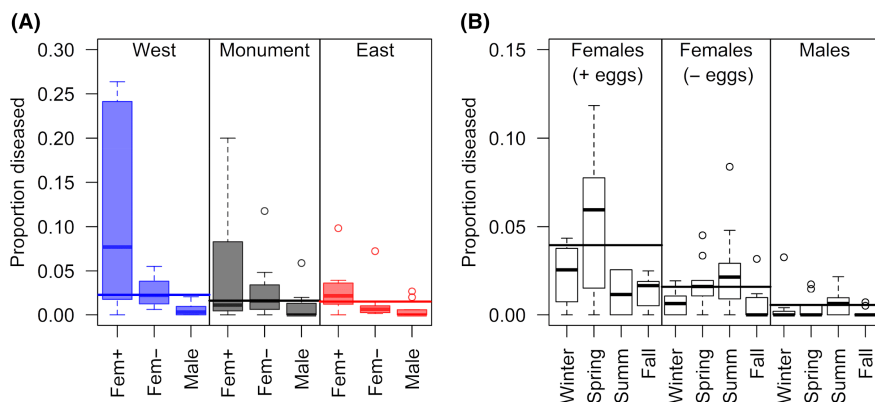 (A)
West Monument East
Proportion diseased
0.30
0.25
0.20
0.15
0.10
0.05
0.00
Fem+ Fem− Male Fem+ Fem− Male Fem+ Fem− Male
(B)
Females Females Males
(+ eggs) (− eggs)
Proportion diseased
0.15
0.10
0.05
0.00
Winter Spring Summ Fall Winter Spring Summ Fall Winter Spring Summ Fall